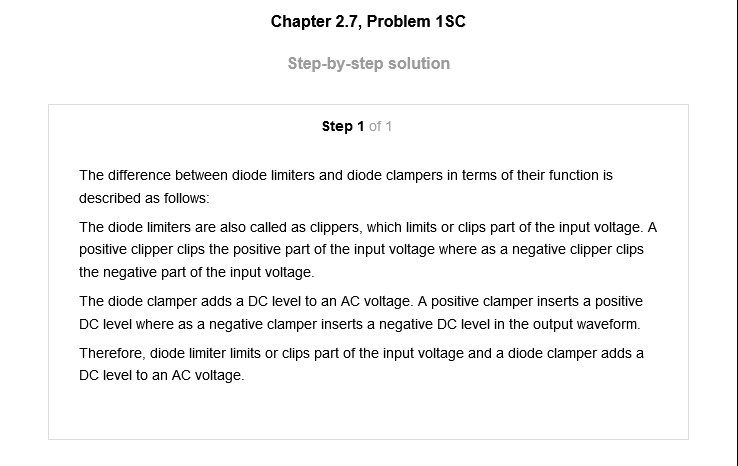 Chapter 2.7, Problem 1SC
Step-by-step solution
Step 1 of 1
The difference between diode limiters and diode clampers in terms of their function is
described as follows:
The diode limiters are also called as clippers, which limits or clips part of the input voltage. A
positive clipper clips the positive part of the input voltage where as a negative clipper clips
the negative part of the input voltage.
The diode clamper adds a DC level to an AC voltage. A positive clamper inserts a positive
DC level where as a negative clamper inserts a negative DC level in the output waveform.
Therefore, diode limiter limits or clips part of the input voltage and a diode clamper adds a
DC level to an AC voltage.